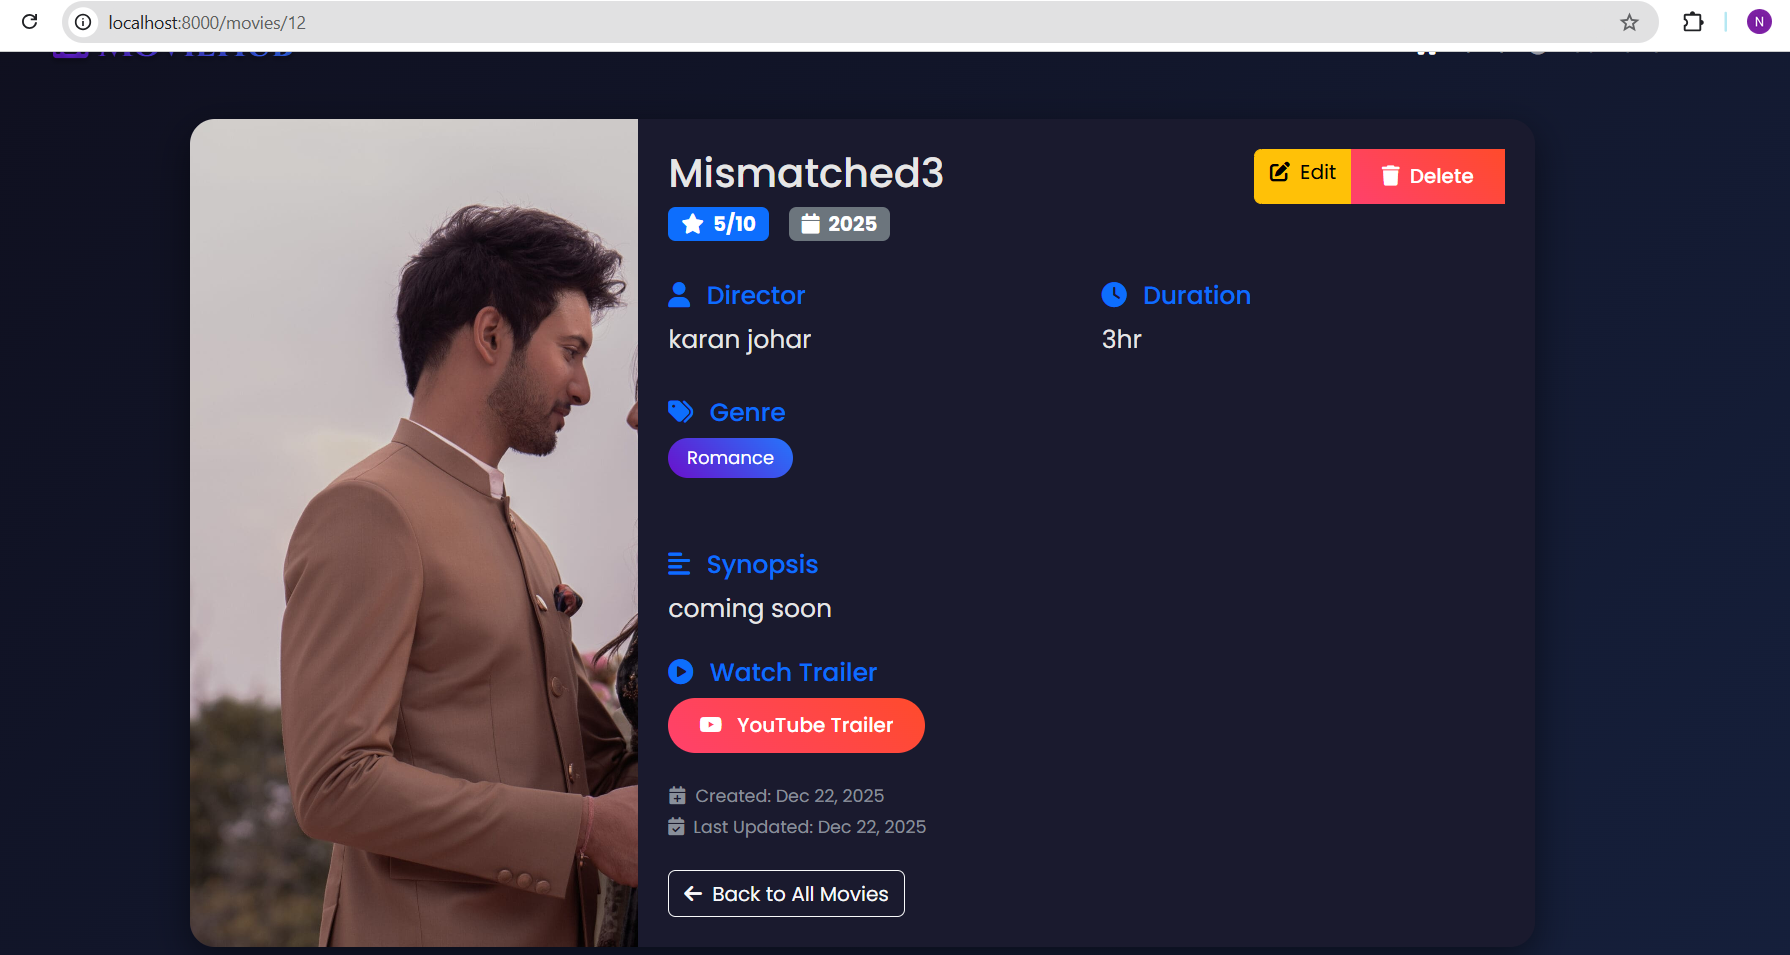 localhost:8000/movies/12
N
MOVIEHUB
Mismatched3
Edit
Delete
5/10
2025
Director
Duration
karan johar
3hr
Genre
Romance
Synopsis
coming soon
Watch Trailer
YouTube Trailer
Created: Dec 22, 2025
Last Updated: Dec 22, 2025
Back to All Movies